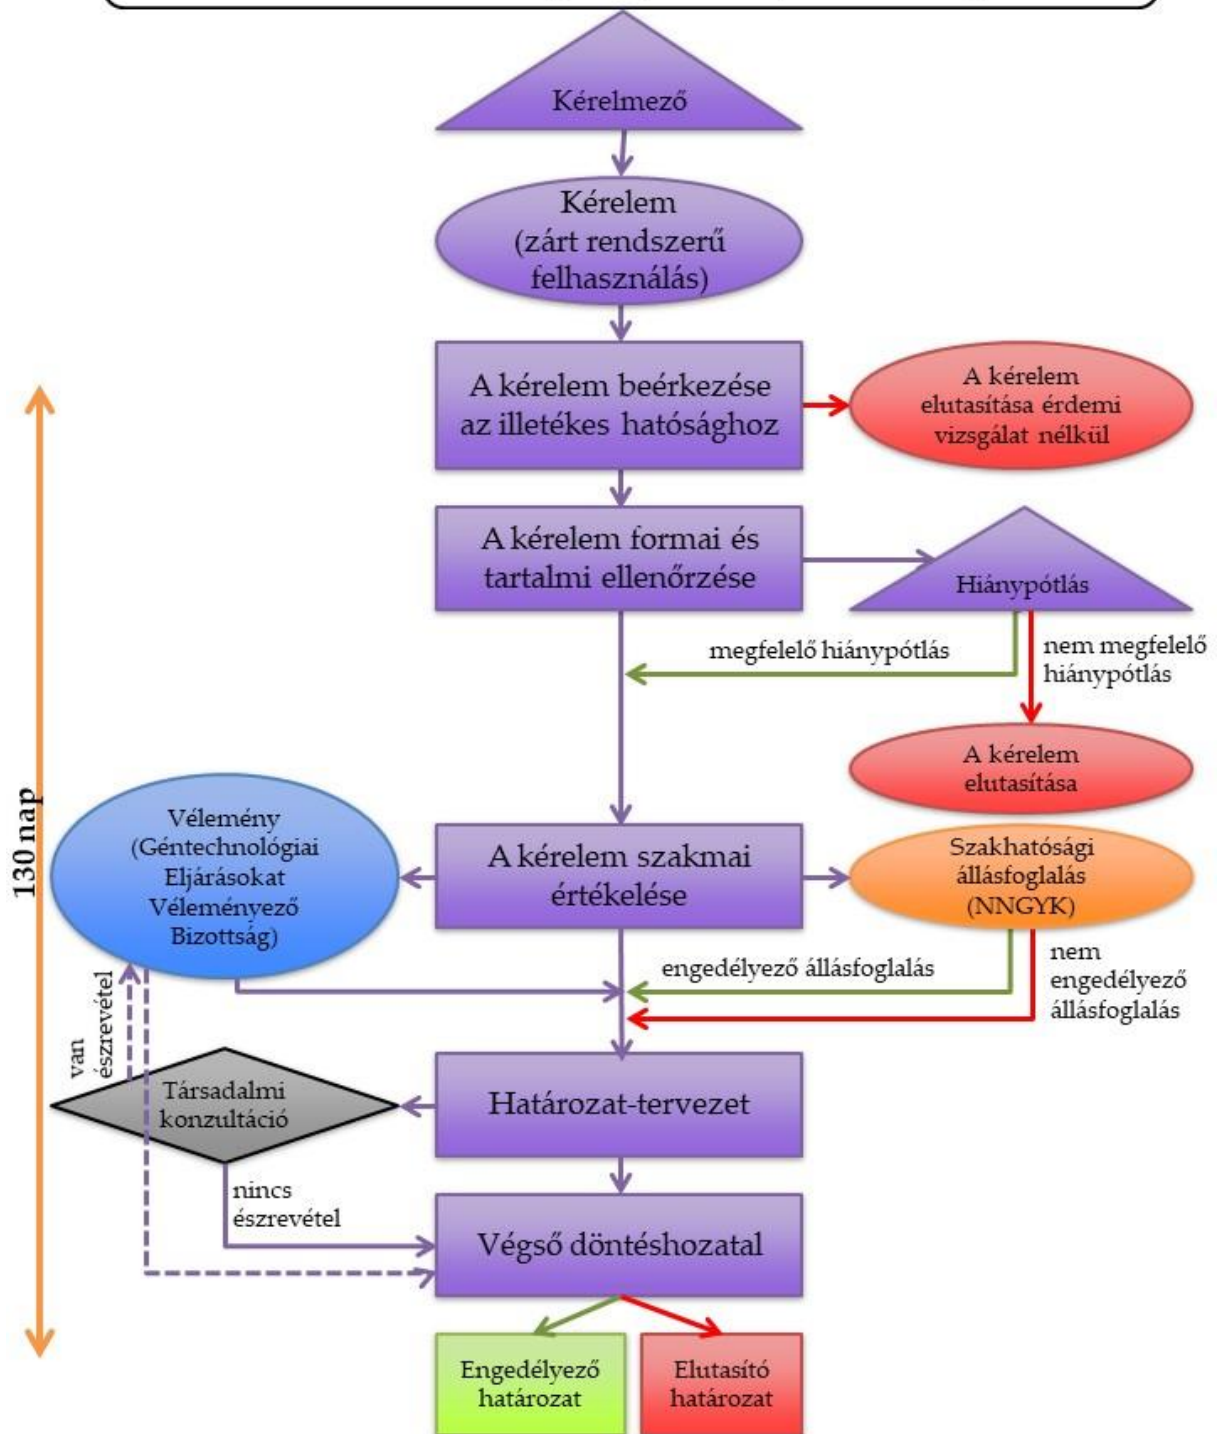 Kérelmező
Kérelem
(zárt rendszerű
felhasználás)
A kérelem beérkezése
az illetékes hatósághoz
A kérelem
elutasítása érdemi
vizsgálat nélkül
A kérelem formai és
tartalmi ellenőrzése
Hiánypótlás
megfelelő hiánypótlás
nem megfelelő
hiánypótlás
A kérelem
elutasítása
130 nap
Vélemény
(Géntechnológiai
Eljárásokat
Véleményező
Bizottság)
A kérelem szakmai
értékelése
Szakhatósági
állásfoglalás
(NNGYK)
engedélyező állásfoglalás
nem
engedélyező
állásfoglalás
van
észrevétel
Társadalmi
konzultáció
Határozat-tervezet
nincs
észrevétel
Végső döntéshozatal
Engedélyező
határozat
Elutasító
határozat